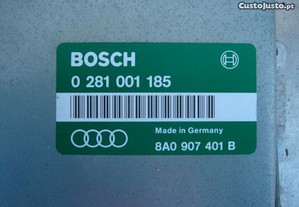 CustoJusto.pt
BOSCH
0 281 001 185
Made in Germany
8A0 907 401 B